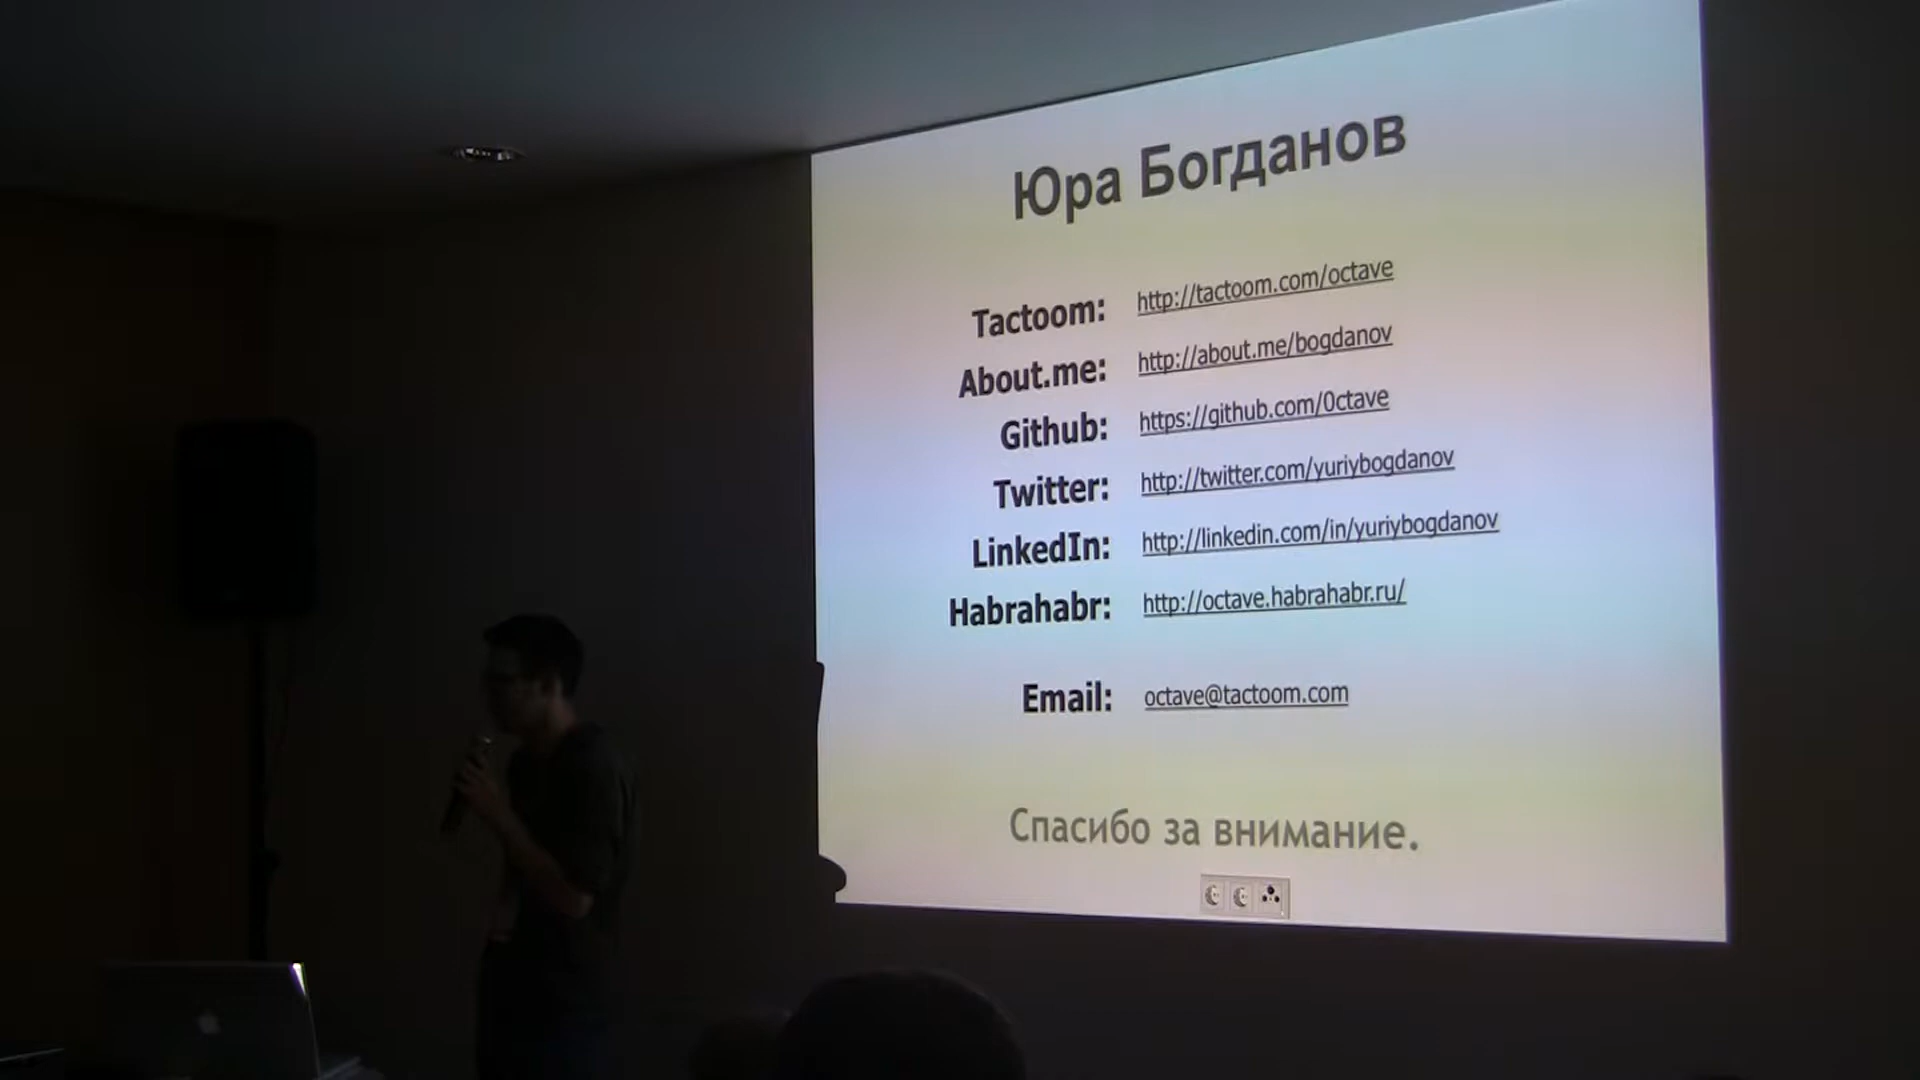 Юра Богданов
Tactoom: http://tactoom.com/octave
About.me: http://about.me/bogdanov
Github: https://github.com/0ctave
Twitter: http://twitter.com/yuriybogdanov
LinkedIn: http://linkedin.com/in/yuriybogdanov
Habrahabr: http://octave.habrahabr.ru/
Email: octave@tactoom.com
Спасибо за внимание.